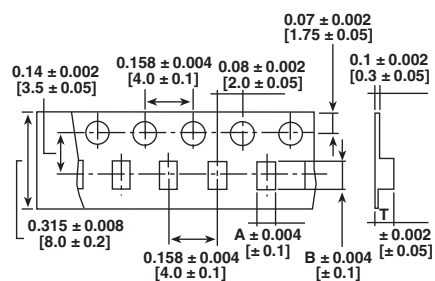 0.07 ± 0.002
[1.75 ± 0.05]
0.14 ± 0.002
[3.5 ± 0.05]
0.158 ± 0.004
[4.0 ± 0.1]
0.08 ± 0.002
[2.0 ± 0.05]
0.1 ± 0.002
[0.3 ± 0.05]
0.315 ± 0.008
[8.0 ± 0.2]
0.158 ± 0.004
[4.0 ± 0.1]
A ± 0.004
[± 0.1]
B ± 0.004
[± 0.1]
T
± 0.002
[± 0.05]